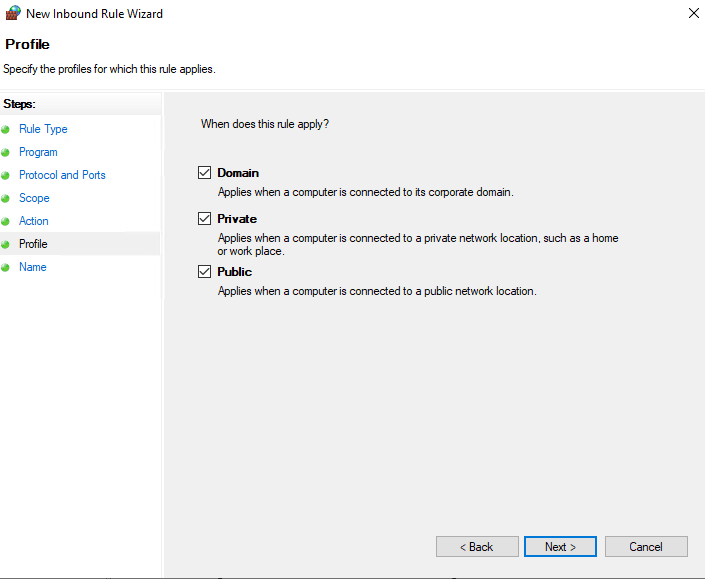 New Inbound Rule Wizard
Profile
Specify the profiles for which this rule applies.
Steps:
Rule Type
Program
Protocol and Ports
Scope
Action
Profile
Name
When does this rule apply?
Domain
Applies when a computer is connected to its corporate domain.
Private
Applies when a computer is connected to a private network location, such as a home
or work place.
Public
Applies when a computer is connected to a public network location.
< Back
Next >
Cancel